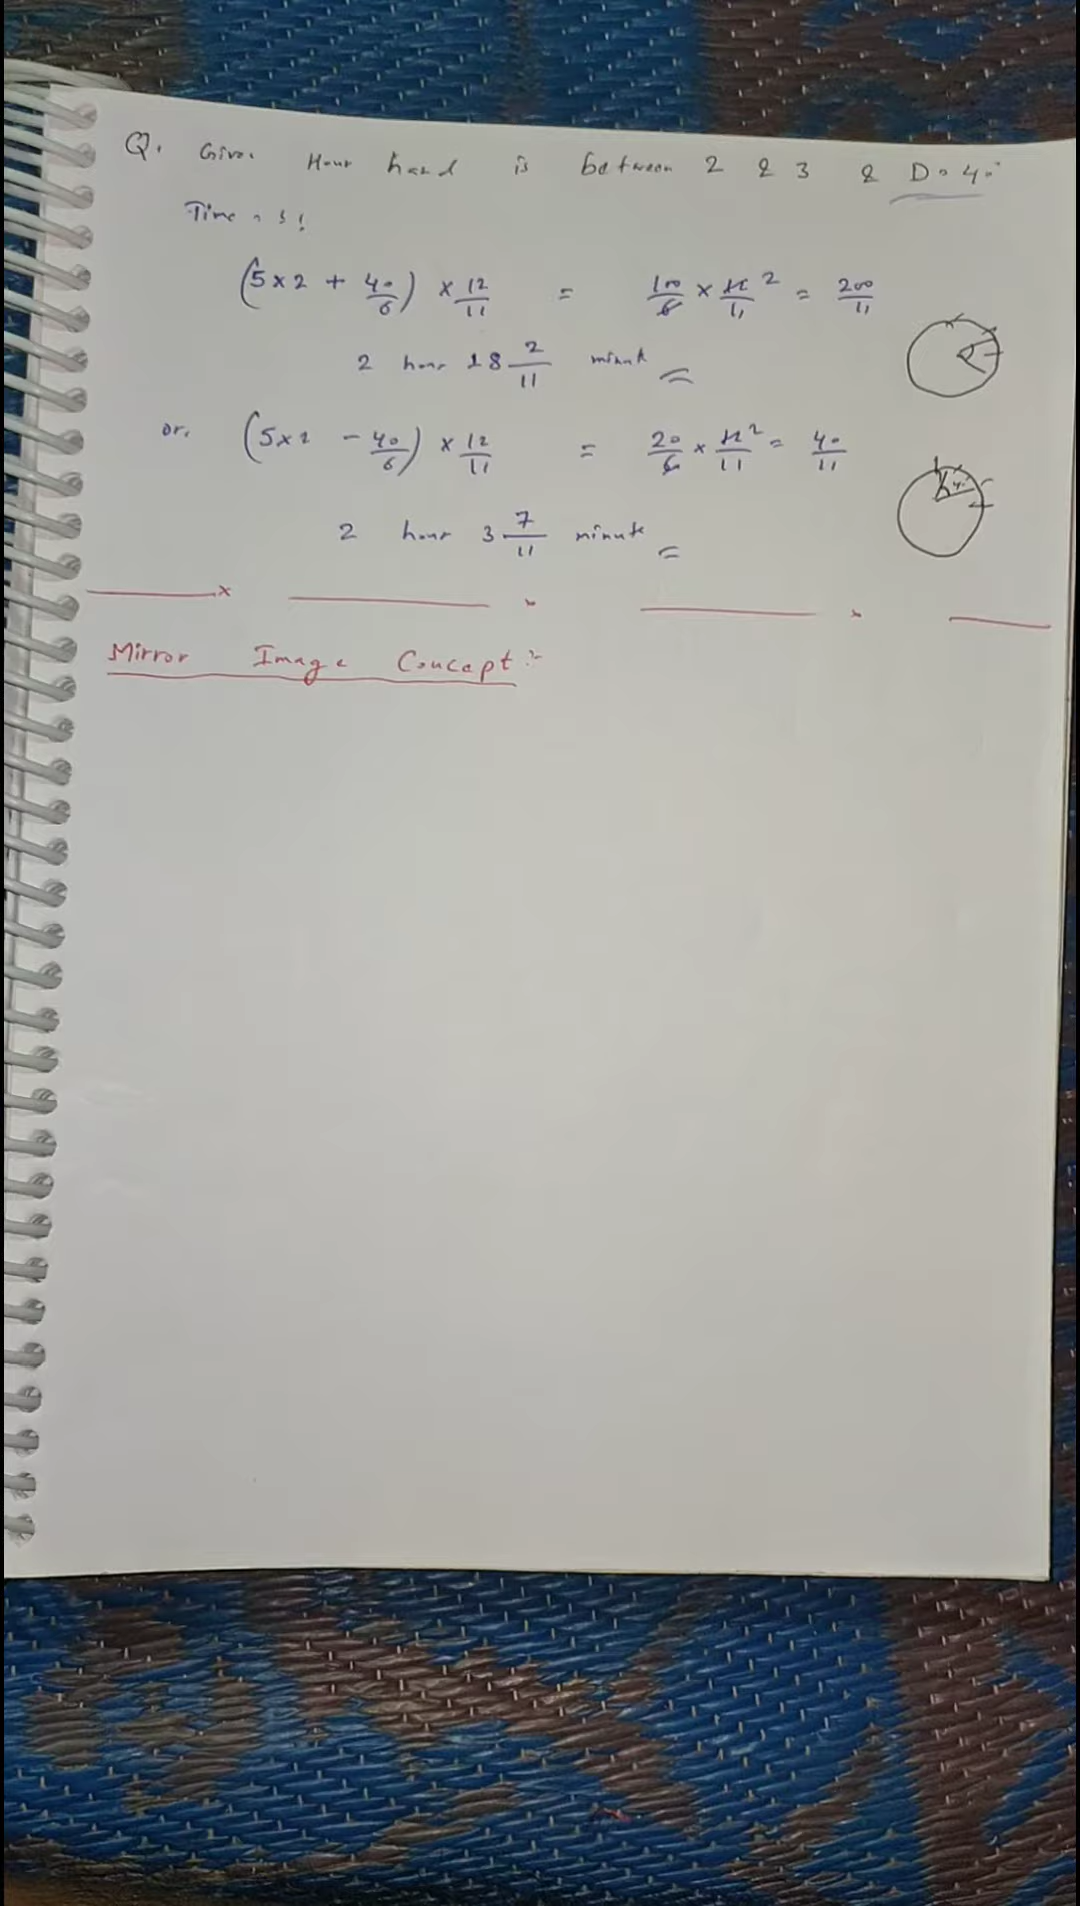 Q. Given Hour hand is between 2 & 3 & D = 40°
Time = ?
(5×2 + 40/6) × 12/11 = 100/6 × 12/11 2 = 200/11
2 hour 18 2/11 minute
or, (5×2 - 40/6) × 12/11 = 20/6 × 12/11 2 = 40/11
2 hour 3 7/11 minute
Mirror Image Concept :-